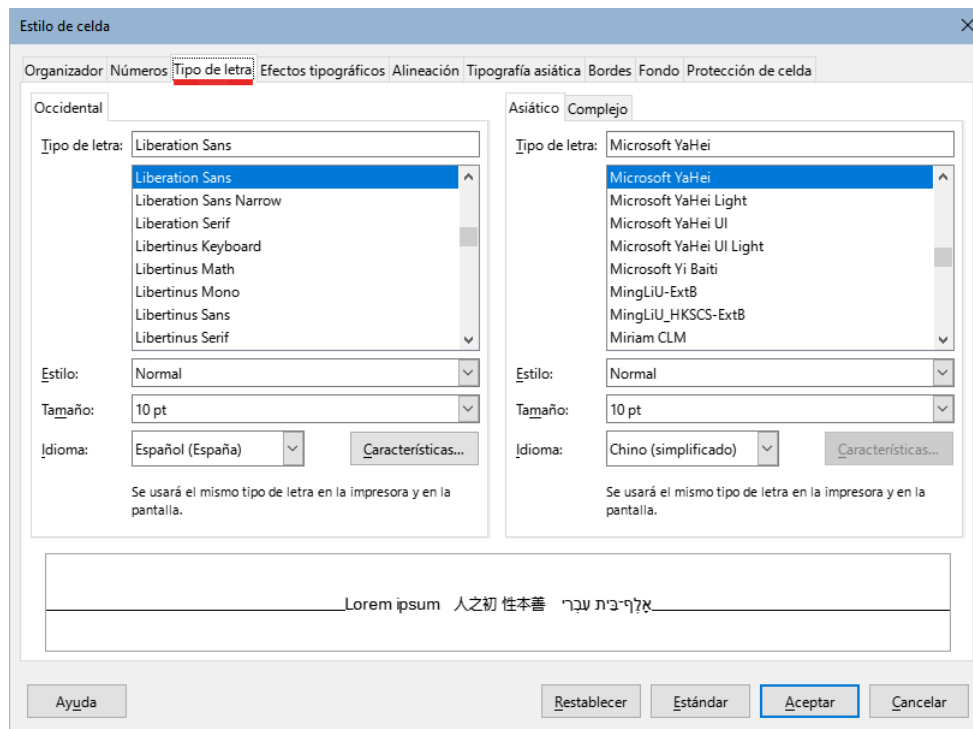 Estilo de celda
Organizador Números Tipo de letra Efectos tipográficos Alineación Tipografía asiática Bordes Fondo Protección de celda
Occidental
Tipo de letra: Liberation Sans
Liberation Sans
Liberation Sans Narrow
Liberation Serif
Libertinus Keyboard
Libertinus Math
Libertinus Mono
Libertinus Sans
Libertinus Serif
Estilo: Normal
Tamaño: 10 pt
Idioma: Español (España) Características...
Se usará el mismo tipo de letra en la impresora y en la
pantalla.
Asiático Complejo
Tipo de letra: Microsoft YaHei
Microsoft YaHei
Microsoft YaHei Light
Microsoft YaHei UI
Microsoft YaHei UI Light
Microsoft Yi Baiti
MingLiU-ExtB
MingLiU_HKSCS-ExtB
Miriam CLM
Estilo: Normal
Tamaño: 10 pt
Idioma: Chino (simplificado) Características...
Se usará el mismo tipo de letra en la impresora y en la
pantalla.
Lorem ipsum 人之初 性本善 אָלֶף־בֵּית עִבְרִי
Ayuda Restablecer Estándar Aceptar Cancelar